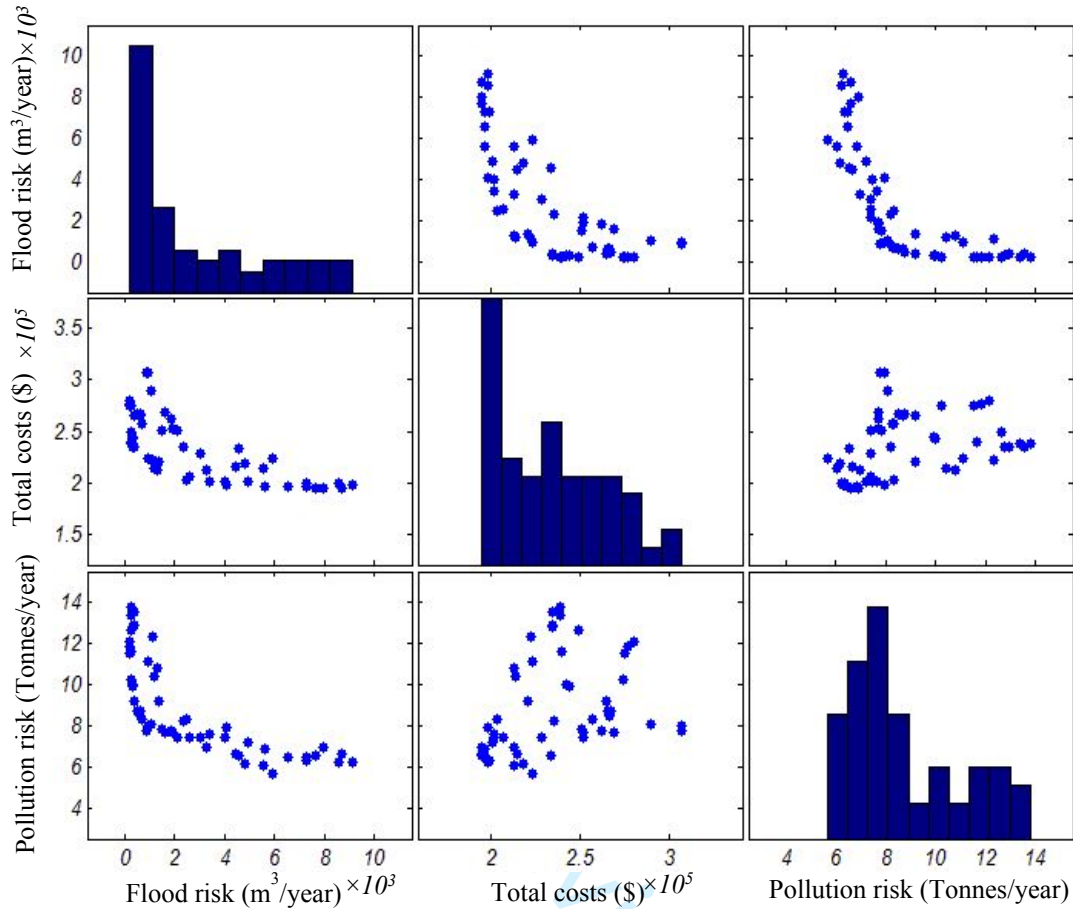 Flood risk (m³/year)×10³
10
8
6
4
2
0
Total costs ($) ×10⁵
3.5
3
2.5
2
1.5
Pollution risk (Tonnes/year)
14
12
10
8
6
4
0 2 4 6 8 10
2 2.5 3
4 6 8 10 12 14
Flood risk (m³/year) ×10³
Total costs ($) ×10⁵
Pollution risk (Tonnes/year)